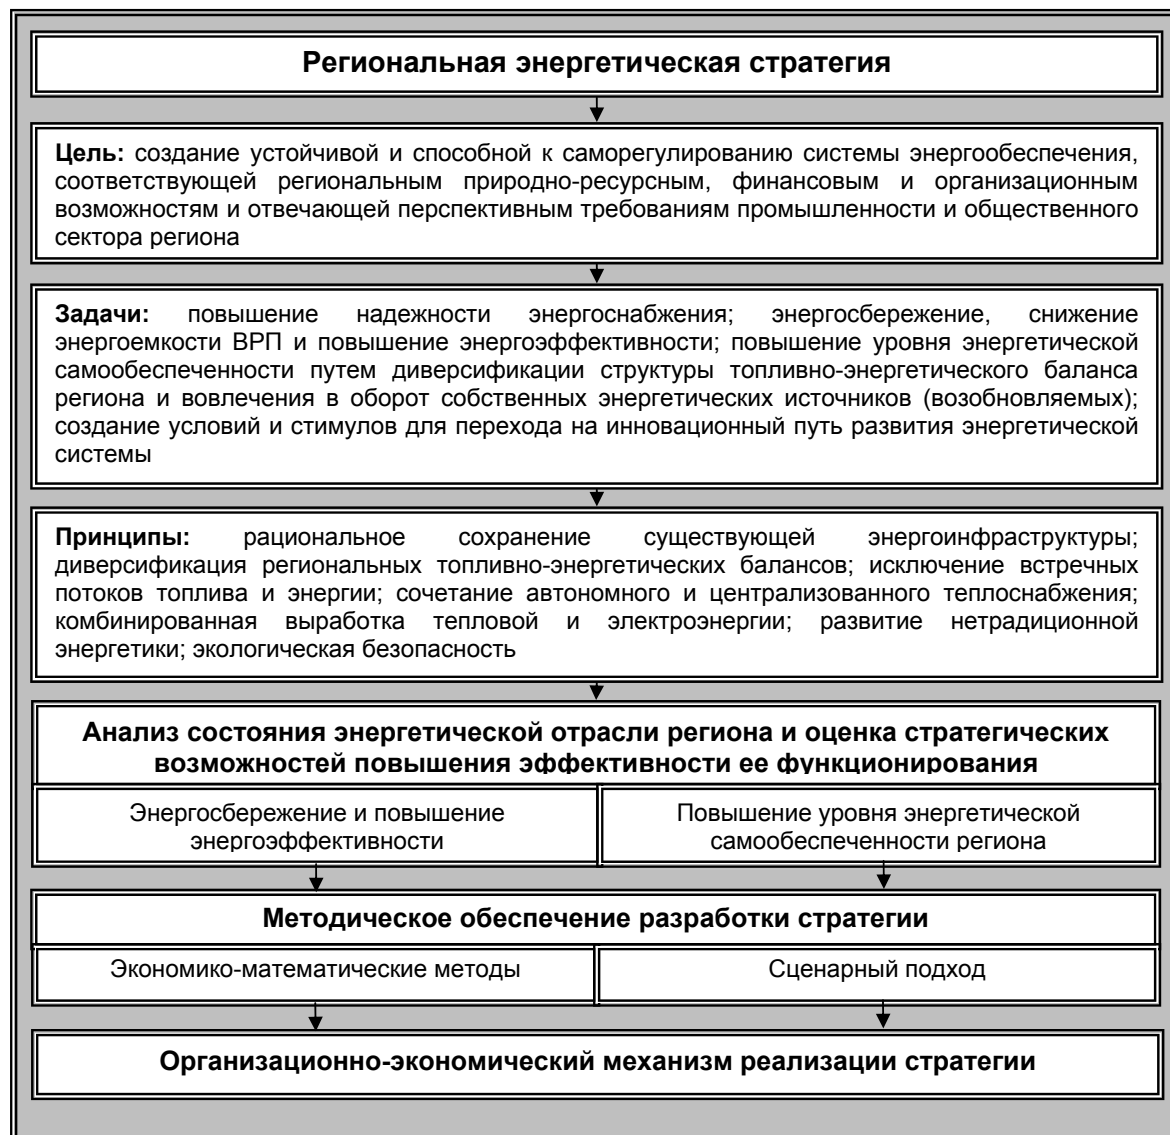 Региональная энергетическая стратегия
Цель: создание устойчивой и способной к саморегулированию системы энергообеспечения,
соответствующей региональным природно-ресурсным, финансовым и организационным
возможностям и отвечающей перспективным требованиям промышленности и общественного
сектора региона
Задачи: повышение надежности энергоснабжения; энергосбережение, снижение
энергоемкости ВРП и повышение энергоэффективности; повышение уровня энергетической
самообеспеченности путем диверсификации структуры топливно-энергетического баланса
региона и вовлечения в оборот собственных энергетических источников (возобновляемых);
создание условий и стимулов для перехода на инновационный путь развития энергетической
системы
Принципы: рациональное сохранение существующей энергоинфраструктуры;
диверсификация региональных топливно-энергетических балансов; исключение встречных
потоков топлива и энергии; сочетание автономного и централизованного теплоснабжения;
комбинированная выработка тепловой и электроэнергии; развитие нетрадиционной
энергетики; экологическая безопасность
Анализ состояния энергетической отрасли региона и оценка стратегических
возможностей повышения эффективности ее функционирования
Энергосбережение и повышение
энергоэффективности
Повышение уровня энергетической
самообеспеченности региона
Методическое обеспечение разработки стратегии
Экономико-математические методы
Сценарный подход
Организационно-экономический механизм реализации стратегии